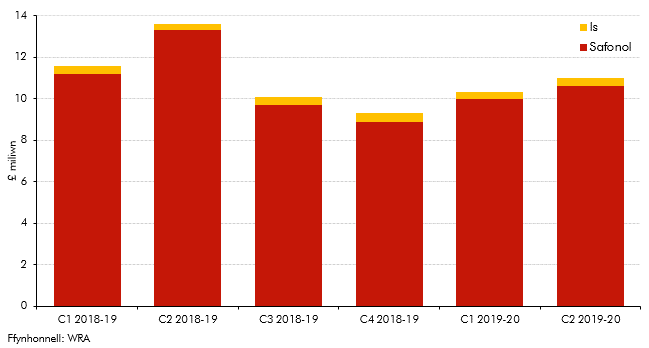 14
12
10
8
6
4
2
0
£ miliwn
Is
Safonol
C1 2018-19
C2 2018-19
C3 2018-19
C4 2018-19
C1 2019-20
C2 2019-20
Ffynhonnell: WRA